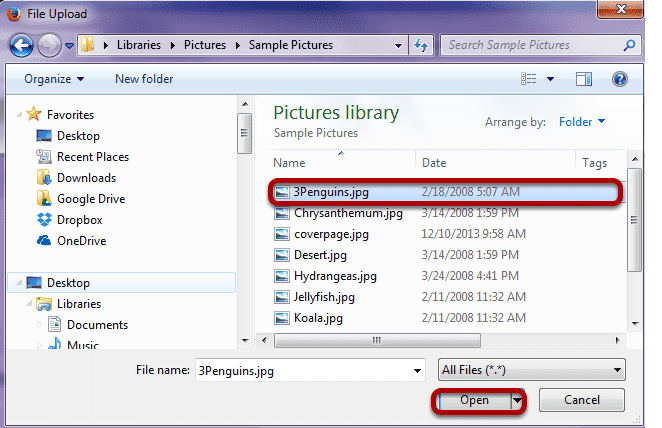 File Upload
Libraries Pictures Sample Pictures Search Sample Pictures
Organize New folder
Favorites
Desktop
Recent Places
Downloads
Google Drive
Dropbox
OneDrive
Desktop
Libraries
Documents
Music
Pictures library
Sample Pictures
Arrange by: Folder
Name Date Tags
3Penguins.jpg 2/18/2008 5:07 AM
Chrysanthemum.jpg 3/14/2008 1:59 PM
coverpage.jpg 12/10/2013 9:58 AM
Desert.jpg 3/14/2008 1:59 PM
Hydrangeas.jpg 3/24/2008 4:41 PM
Jellyfish.jpg 2/11/2008 11:32 AM
Koala.jpg 2/11/2008 11:32 AM
File name: 3Penguins.jpg All Files (*.*)
Open Cancel